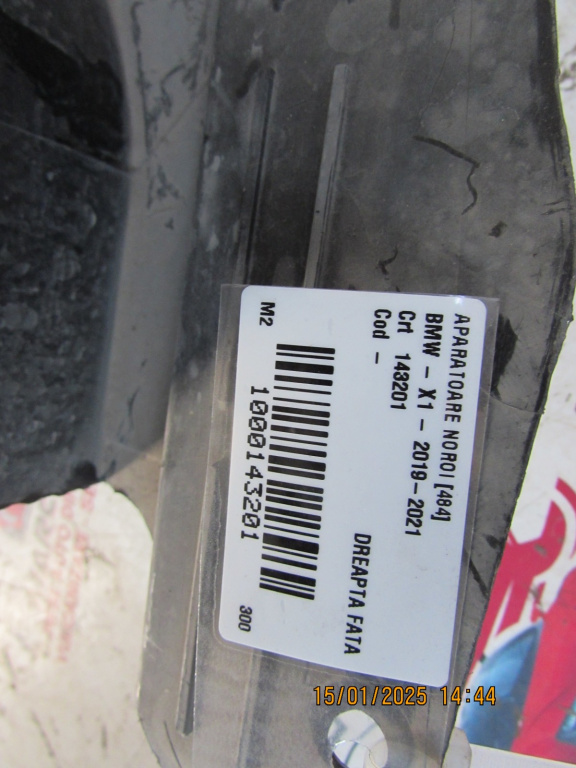 APARATOARE NOROI [484]
BMW - X1 - 2019-2021
Crt 143201
Cod -
DREAPTA FATA
M2
1000143201
300
15/01/2025 14:44